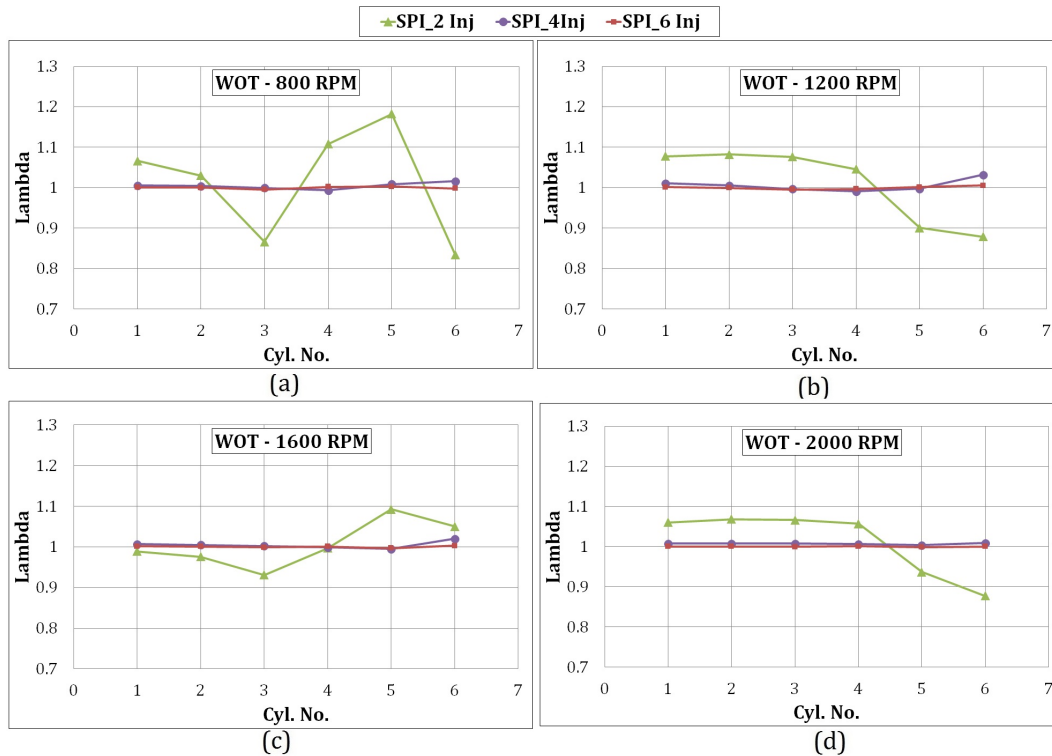 SPI_2 Inj SPI_4Inj SPI_6 Inj
WOT - 800 RPM
1.3
1.2
1.1
1
0.9
0.8
0.7
Lambda
0 1 2 3 4 5 6 7
Cyl. No.
(a)
WOT - 1200 RPM
1.3
1.2
1.1
1
0.9
0.8
0.7
Lambda
0 1 2 3 4 5 6 7
Cyl. No.
(b)
WOT - 1600 RPM
1.3
1.2
1.1
1
0.9
0.8
0.7
Lambda
0 1 2 3 4 5 6 7
Cyl. No.
(c)
WOT - 2000 RPM
1.3
1.2
1.1
1
0.9
0.8
0.7
Lambda
0 1 2 3 4 5 6 7
Cyl. No.
(d)